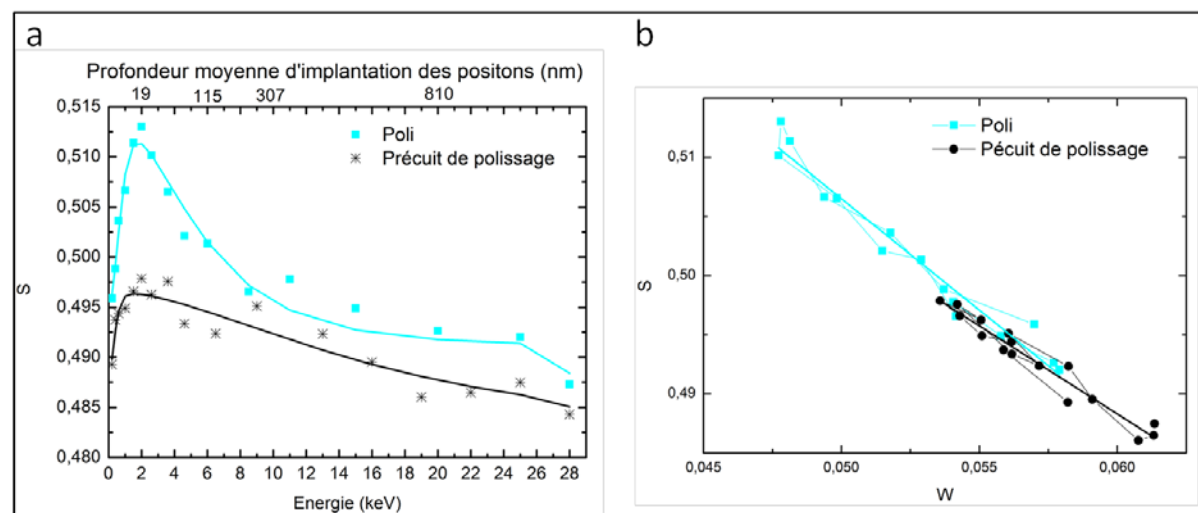 a
Profondeur moyenne d'implantation des positons (nm)
19 115 307 810
0,515
0,510
0,505
0,500
0,495
0,490
0,485
0,480
S
Poli
Précuit de polissage
0 2 4 6 8 10 12 14 16 18 20 22 24 26 28
Energie (keV)
b
0,51
0,50
0,49
S
Poli
Pécuit de polissage
0,045 0,050 0,055 0,060
W